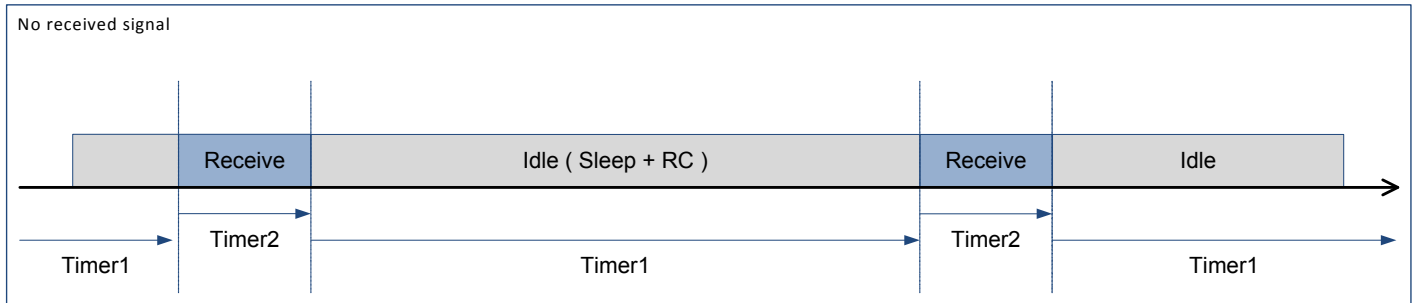 No received signal
Receive
Idle ( Sleep + RC )
Receive
Idle
Timer2
Timer2
Timer1
Timer1
Timer1